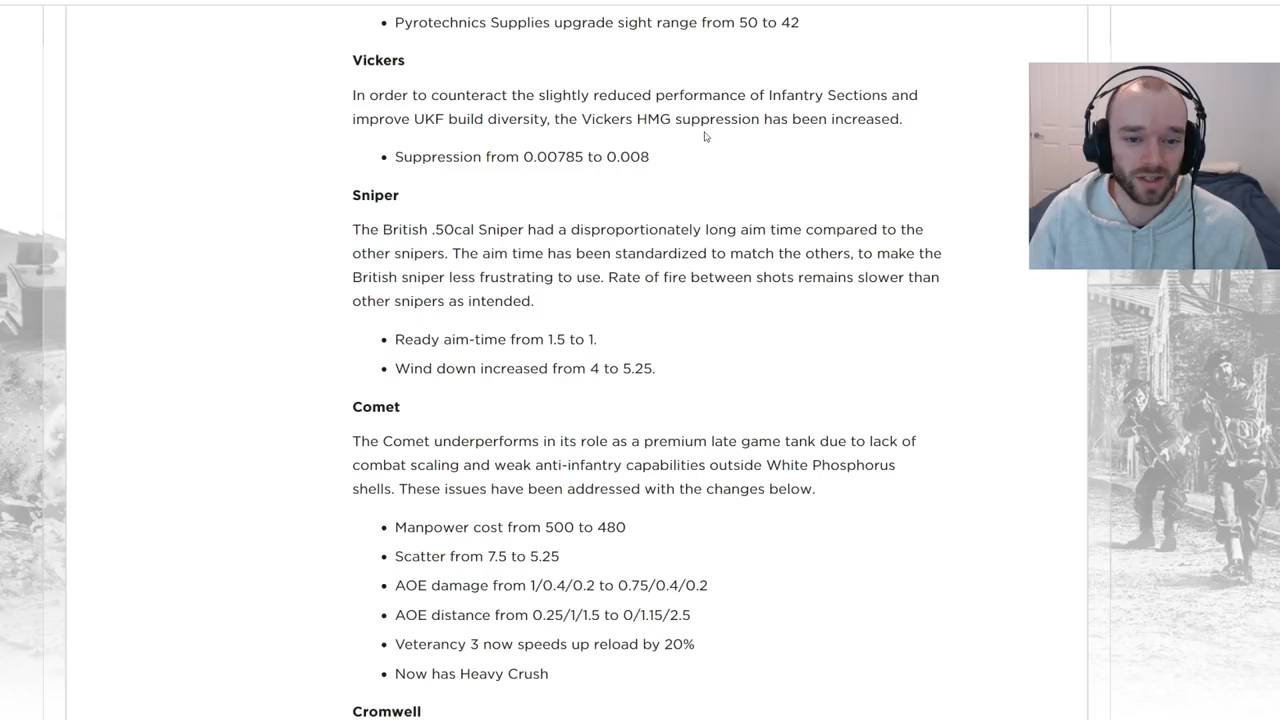 • Pyrotechnics Supplies upgrade sight range from 50 to 42
Vickers
In order to counteract the slightly reduced performance of Infantry Sections and
improve UKF build diversity, the Vickers HMG suppression has been increased.
• Suppression from 0.00785 to 0.008
Sniper
The British .50cal Sniper had a disproportionately long aim time compared to the
other snipers. The aim time has been standardized to match the others, to make the
British sniper less frustrating to use. Rate of fire between shots remains slower than
other snipers as intended.
• Ready aim-time from 1.5 to 1.
• Wind down increased from 4 to 5.25.
Comet
The Comet underperforms in its role as a premium late game tank due to lack of
combat scaling and weak anti-infantry capabilities outside White Phosphorus
shells. These issues have been addressed with the changes below.
• Manpower cost from 500 to 480
• Scatter from 7.5 to 5.25
• AOE damage from 1/0.4/0.2 to 0.75/0.4/0.2
• AOE distance from 0.25/1/1.5 to 0/1.15/2.5
• Veterancy 3 now speeds up reload by 20%
• Now has Heavy Crush
Cromwell